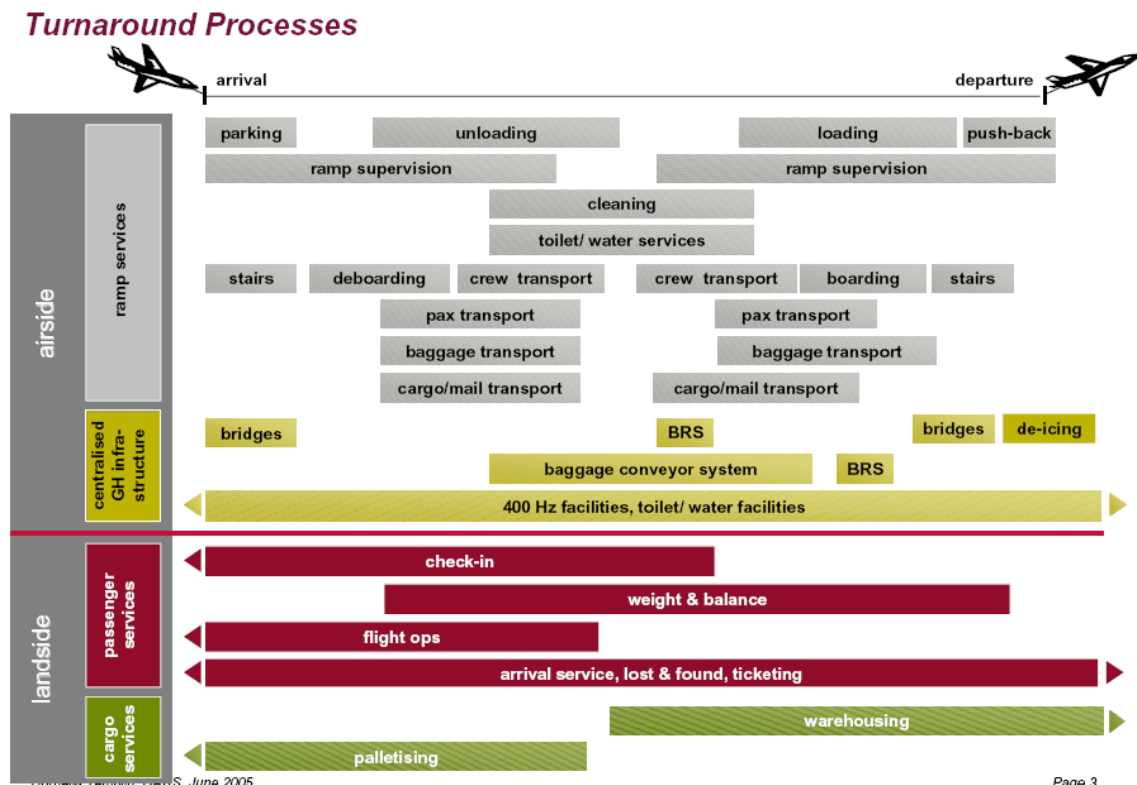 Turnaround Processes
arrival departure
airside
ramp services
parking unloading loading push-back
ramp supervision ramp supervision
cleaning
toilet/ water services
stairs deboarding crew transport crew transport boarding stairs
pax transport pax transport
baggage transport baggage transport
cargo/mail transport cargo/mail transport
centralised
GH infra-
structure
bridges BRS bridges de-icing
baggage conveyor system BRS
400 Hz facilities, toilet/ water facilities
landside
passenger
services
check-in
weight & balance
flight ops
arrival service, lost & found, ticketing
cargo
services
warehousing
palletising
June 2005 Page 3